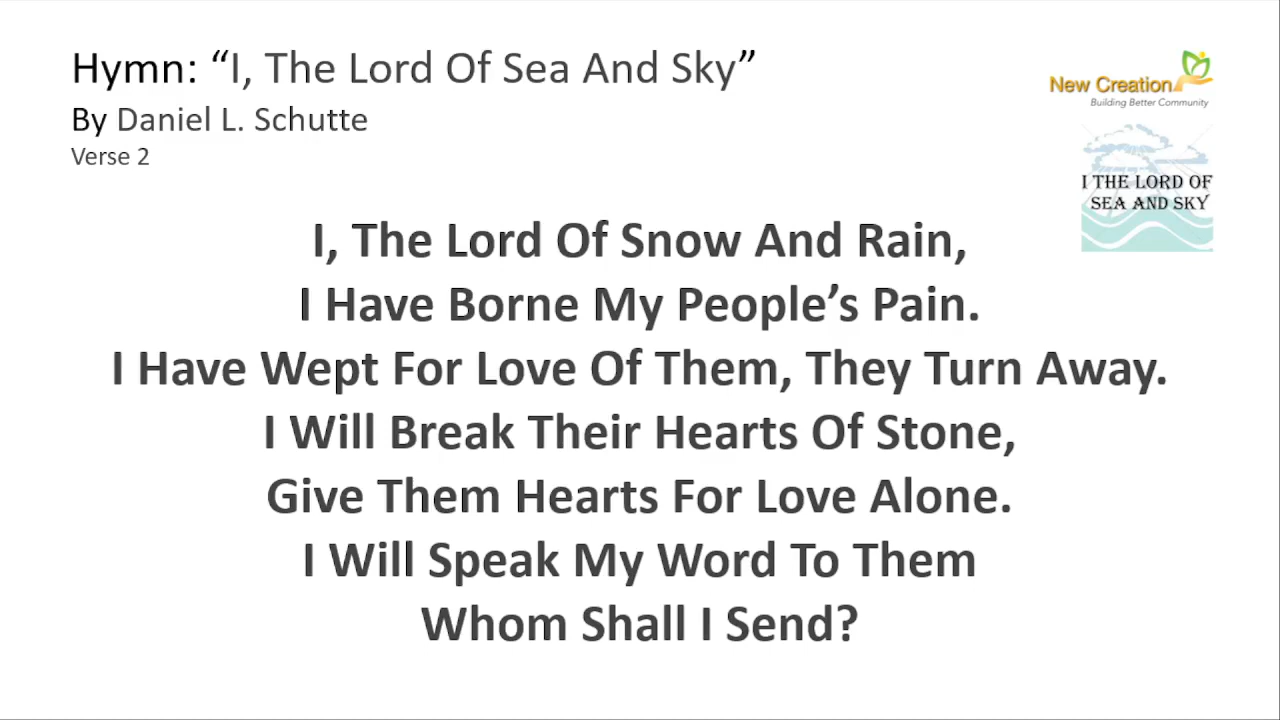 Hymn: “I, The Lord Of Sea And Sky”
By Daniel L. Schutte
Verse 2
New Creation
Building Better Community
I THE LORD OF
SEA AND SKY
I, The Lord Of Snow And Rain,
I Have Borne My People’s Pain.
I Have Wept For Love Of Them, They Turn Away.
I Will Break Their Hearts Of Stone,
Give Them Hearts For Love Alone.
I Will Speak My Word To Them
Whom Shall I Send?